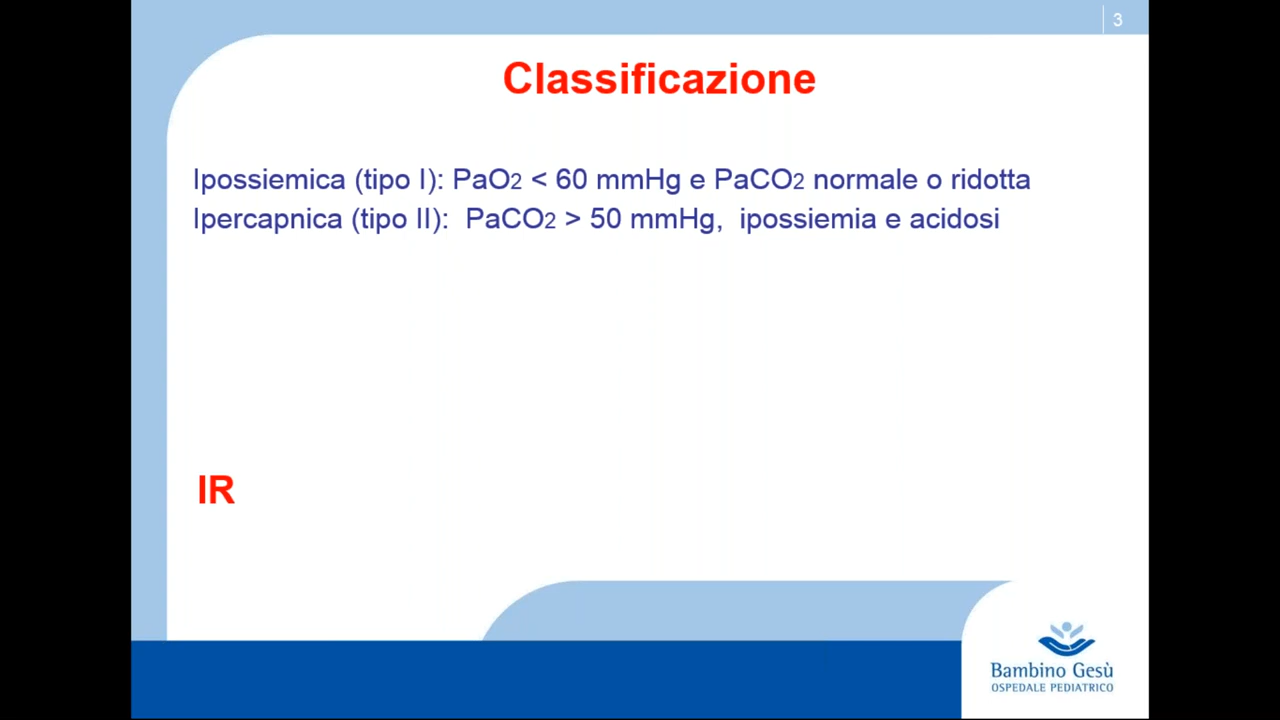 3
Classificazione
Ipossiemica (tipo I): PaO2 < 60 mmHg e PaCO2 normale o ridotta
Ipercapnica (tipo II): PaCO2 > 50 mmHg, ipossiemia e acidosi
IR
Bambino Gesù
OSPEDALE PEDIATRICO